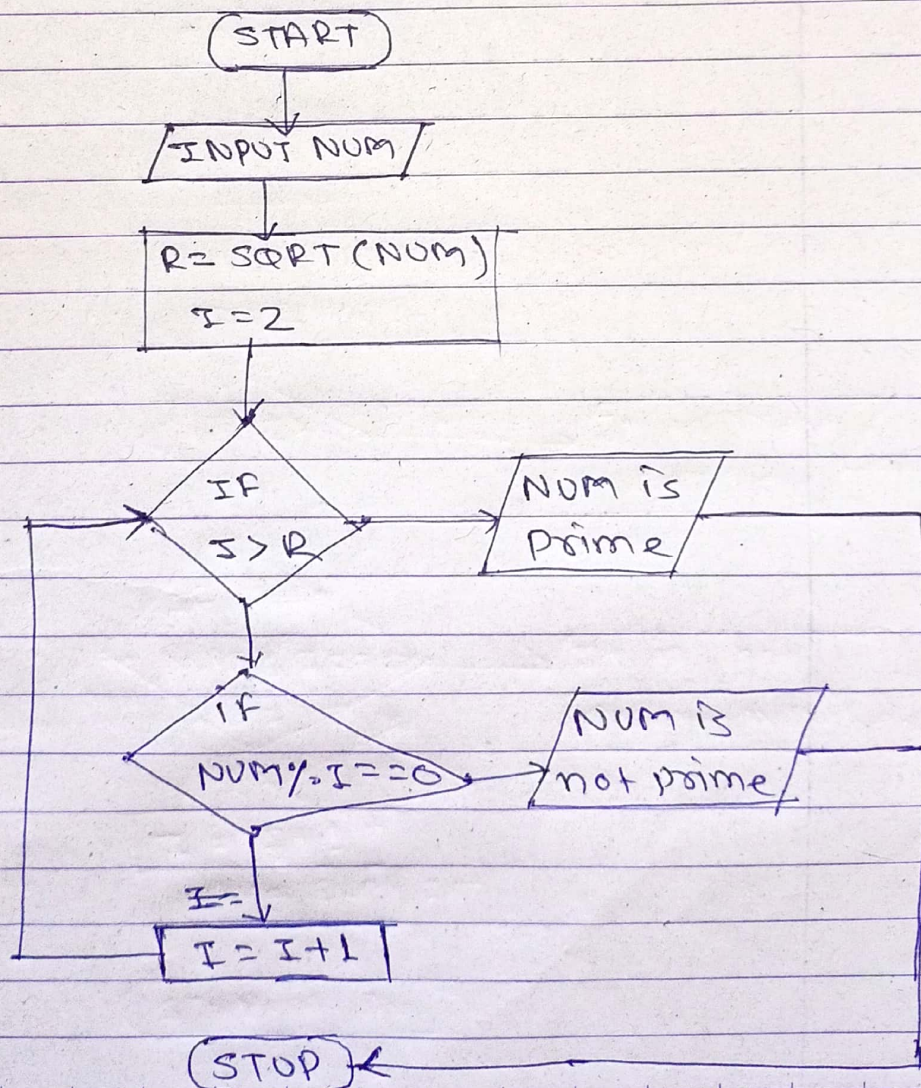 START
INPUT NUM
R= SQRT (NUM)
I=2
IF
I>R
NUM is
prime
if
NUM%I==0
NUM is
not prime
I=
I=I+1
STOP